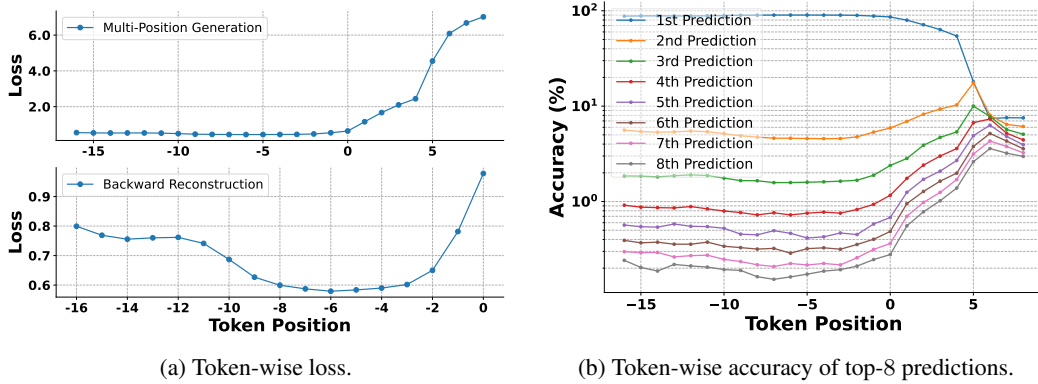 6.0
4.0
2.0
Loss
Multi-Position Generation
-15
-10
-5
0
5
0.9
0.8
0.7
0.6
Loss
Backward Reconstruction
-16
-14
-12
-10
-8
-6
-4
-2
0
Token Position
(a) Token-wise loss.
10²
10¹
10⁰
Accuracy (%)
1st Prediction
2nd Prediction
3rd Prediction
4th Prediction
5th Prediction
6th Prediction
7th Prediction
8th Prediction
−15
−10
−5
0
5
Token Position
(b) Token-wise accuracy of top-8 predictions.